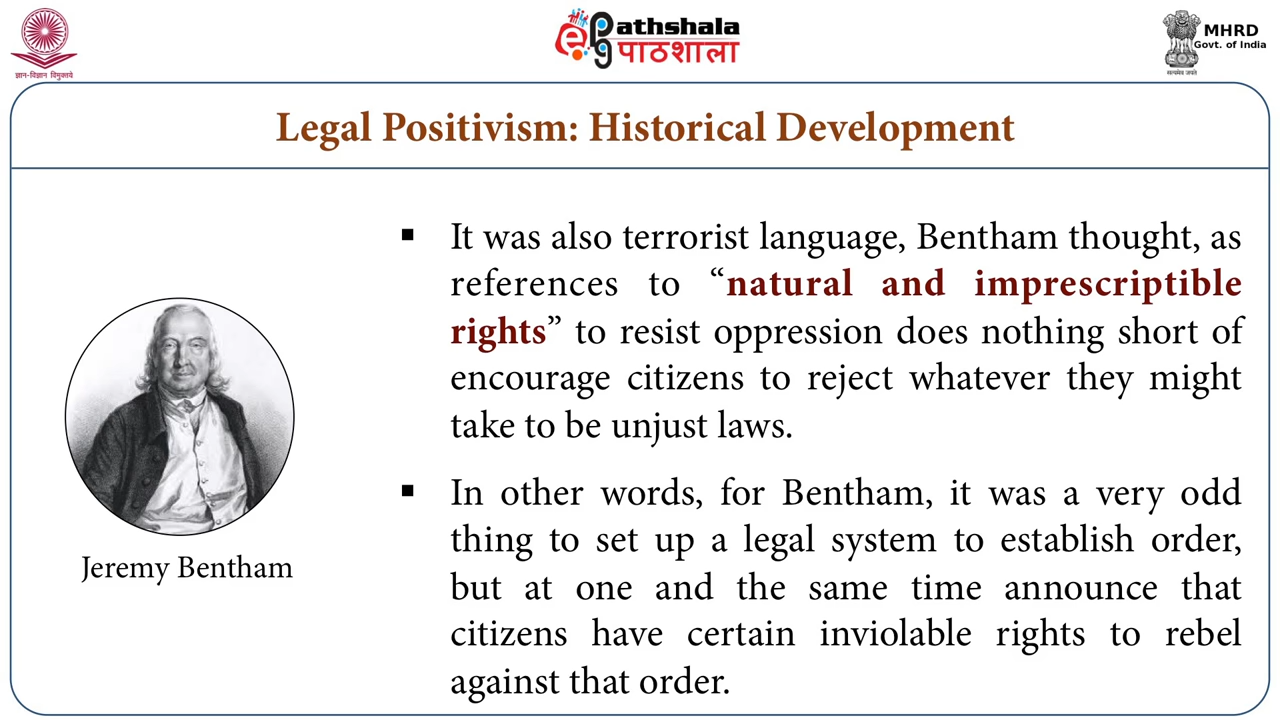 ज्ञान-विज्ञान विमुक्तये
ePG Pathshala
पाठशाला
MHRD
Govt. of India
सत्यमेव जयते
Legal Positivism: Historical Development
▪ It was also terrorist language, Bentham thought, as
references to “natural and imprescriptible
rights” to resist oppression does nothing short of
encourage citizens to reject whatever they might
take to be unjust laws.
▪ In other words, for Bentham, it was a very odd
thing to set up a legal system to establish order,
but at one and the same time announce that
citizens have certain inviolable rights to rebel
against that order.
Jeremy Bentham